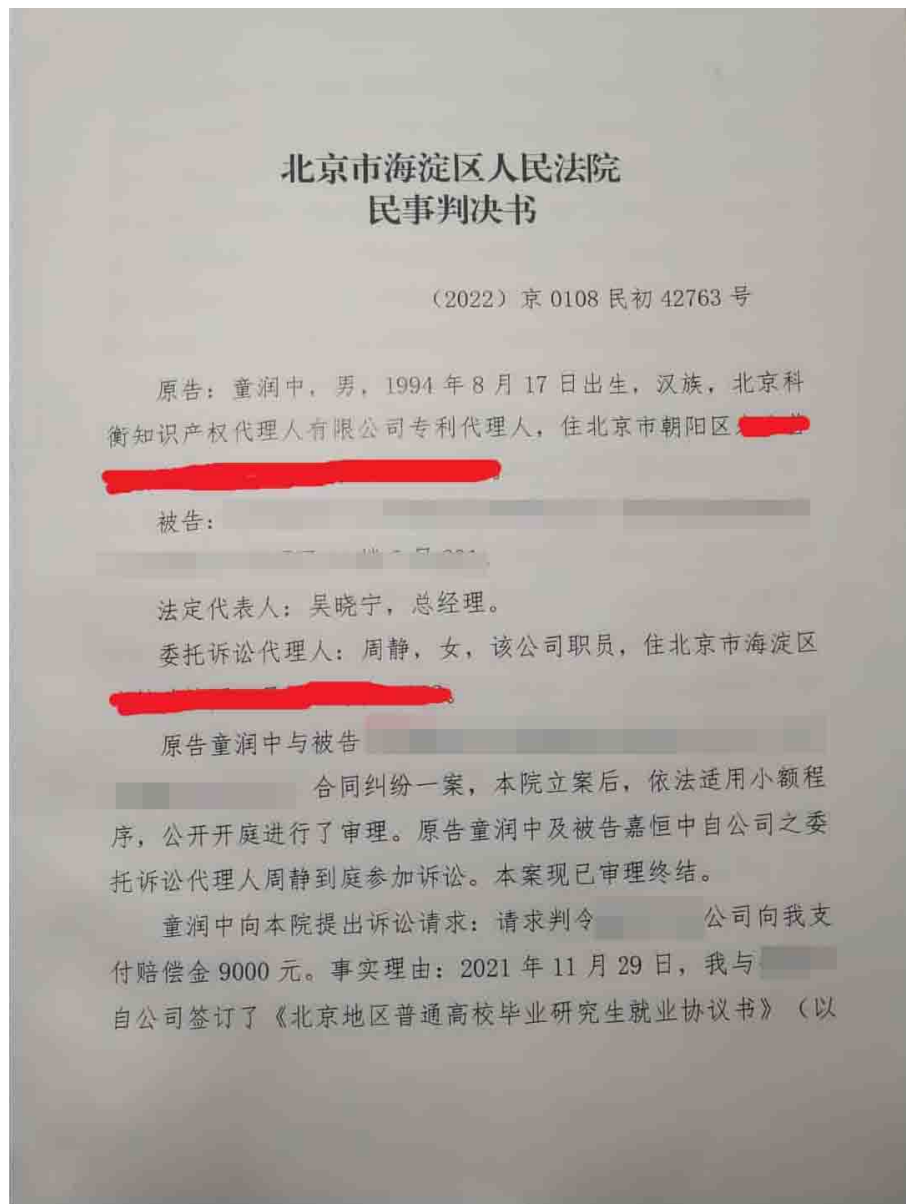 北京市海淀区人民法院
民事判决书
（2022）京 0108 民初 42763 号
原告：童润中，男，1994 年 8 月 17 日出生，汉族，北京科
衡知识产权代理人有限公司专利代理人，住北京市朝阳区
被告：
法定代表人：吴晓宁，总经理。
委托诉讼代理人：周静，女，该公司职员，住北京市海淀区
。
原告童润中与被告
合同纠纷一案，本院立案后，依法适用小额程
序，公开开庭进行了审理。原告童润中及被告嘉恒中自公司之委
托诉讼代理人周静到庭参加诉讼。本案现已审理终结。
童润中向本院提出诉讼请求：请求判令 公司向我支
付赔偿金 9000 元。事实理由：2021 年 11 月 29 日，我与
自公司签订了《北京地区普通高校毕业研究生就业协议书》（以